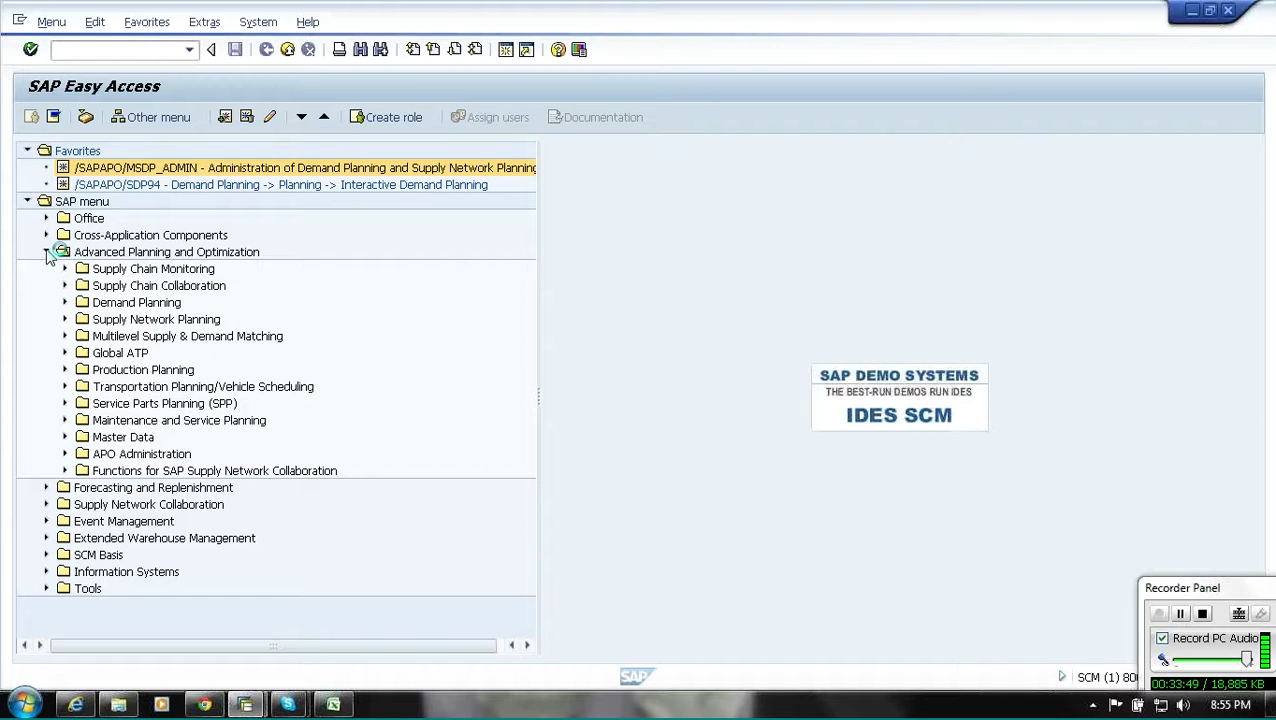 Menu Edit Favorites Extras System Help
SAP Easy Access
Other menu Create role Assign users Documentation
Favorites
/SAPAPO/MSDP_ADMIN - Administration of Demand Planning and Supply Network Planning
/SAPAPO/SDP94 - Demand Planning -> Planning -> Interactive Demand Planning
SAP menu
Office
Cross-Application Components
Advanced Planning and Optimization
Supply Chain Monitoring
Supply Chain Collaboration
Demand Planning
Supply Network Planning
Multilevel Supply & Demand Matching
Global ATP
Production Planning
Transportation Planning/Vehicle Scheduling
Service Parts Planning (SPP)
Maintenance and Service Planning
Master Data
APO Administration
Functions for SAP Supply Network Collaboration
Forecasting and Replenishment
Supply Network Collaboration
Event Management
Extended Warehouse Management
SCM Basis
Information Systems
Tools
SAP DEMO SYSTEMS
THE BEST-RUN DEMOS RUN IDES
IDES SCM
Recorder Panel
Record PC Audio
00:33:49 / 18,885 KB
SAP
SCM (1) 80
8:55 PM